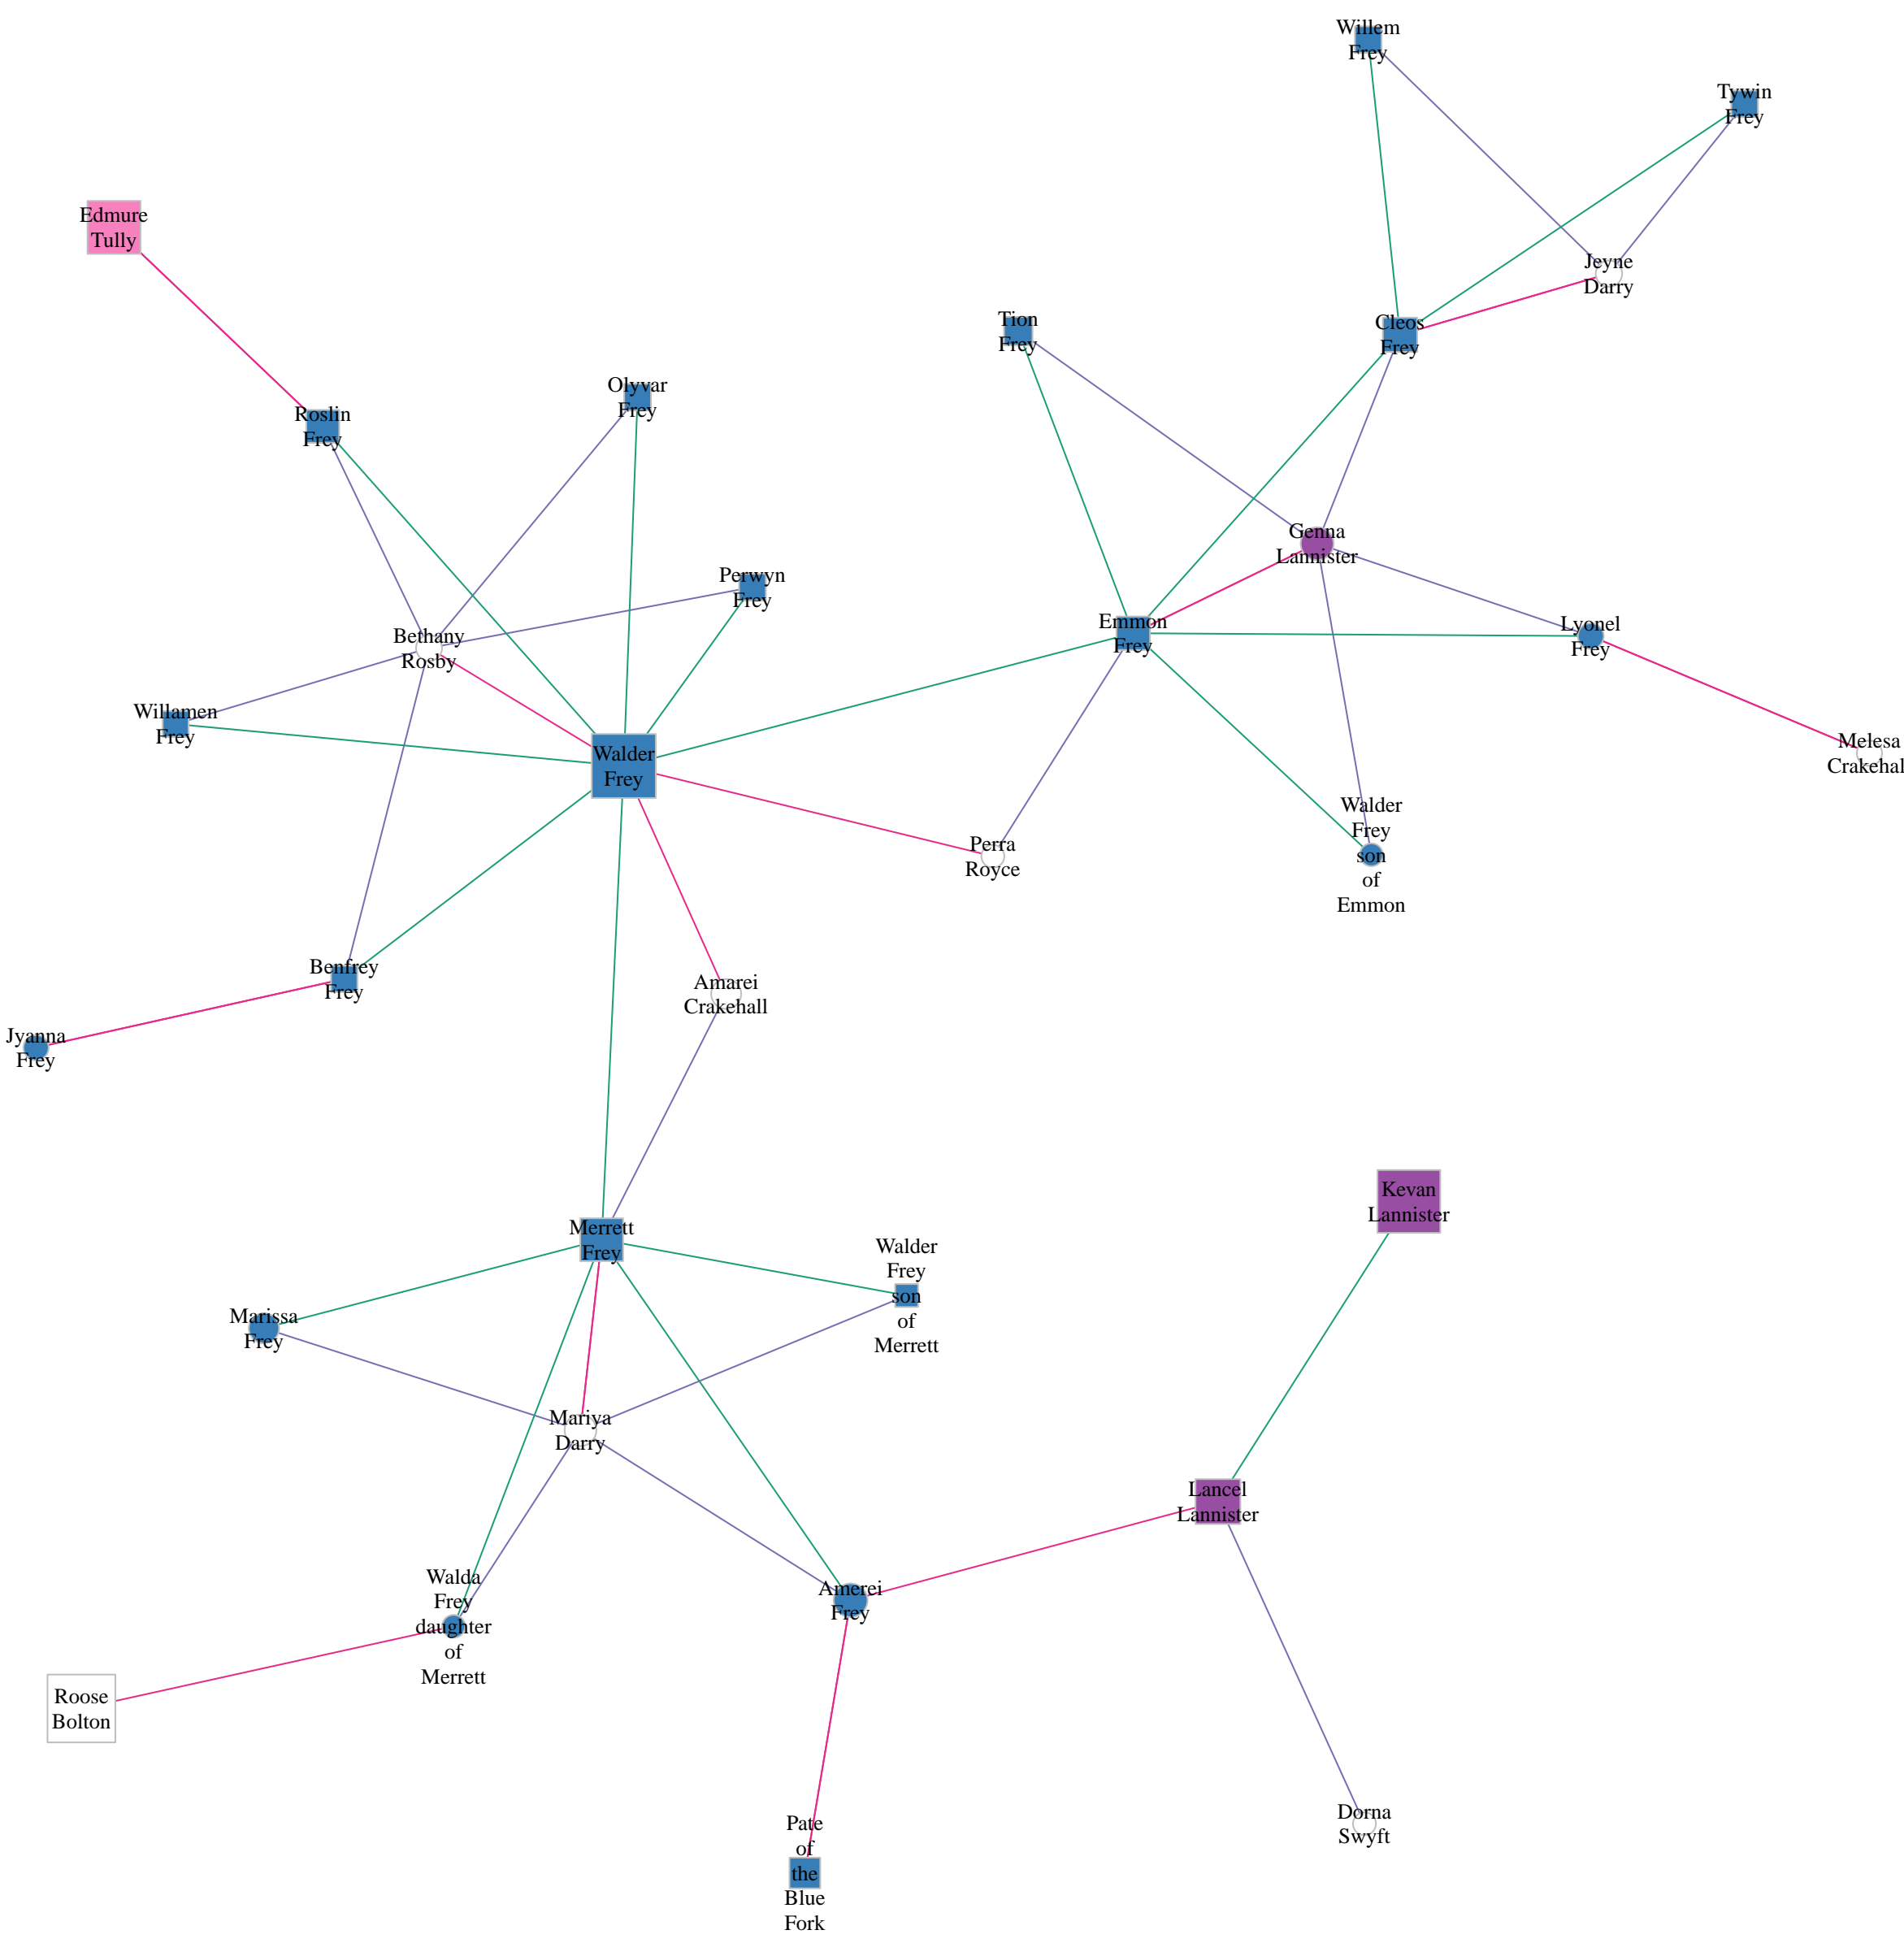 Willem
Frey
Tywin
Frey
Edmure
Tully
Jeyne
Darry
Tion
Frey
Cleos
Frey
Olyvar
Frey
Roslin
Frey
Genna
Lannister
Perwyn
Frey
Emmon
Frey
Lyonel
Frey
Bethany
Rosby
Willamen
Frey
Walder
Frey
Melesa
Crakehal
Walder
Frey
son
of
Emmon
Perra
Royce
Benfrey
Frey
Amarei
Crakehall
Jyanna
Frey
Kevan
Lannister
Merrett
Frey
Walder
Frey
son
of
Merrett
Marissa
Frey
Mariya
Darry
Lancel
Lannister
Walda
Frey
daughter
of
Merrett
Amerei
Frey
Roose
Bolton
Dorna
Swyft
Pate
of
the
Blue
Fork